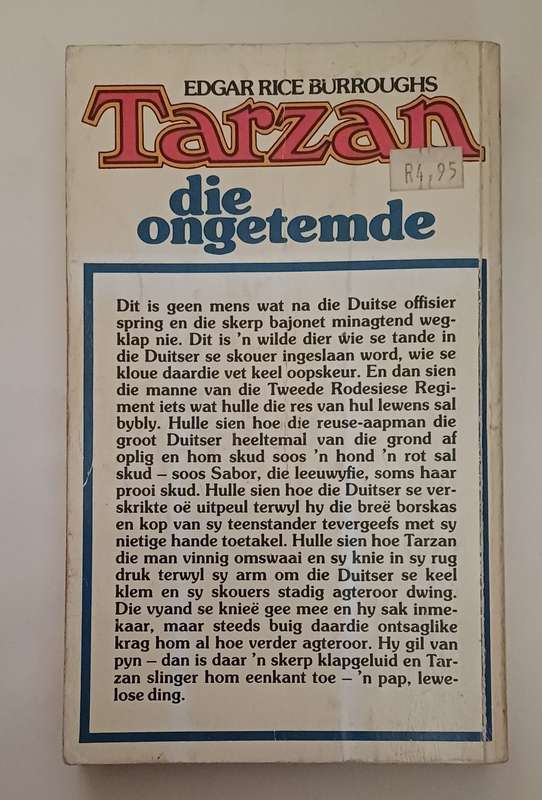 EDGAR RICE BURROUGHS
Tarzan
R4,95
die
ongetemde
Dit is geen mens wat na die Duitse offisier
spring en die skerp bajonet minagtend weg-
klap nie. Dit is 'n wilde dier wie se tande in
die Duitser se skouer ingeslaan word, wie se
kloue daardie vet keel oopskeur. En dan sien
die manne van die Tweede Rodesiese Regi-
ment iets wat hulle die res van hul lewens sal
bybly. Hulle sien hoe die reuse-aapman die
groot Duitser heeltemal van die grond af
oplig en hom skud soos 'n hond 'n rot sal
skud – soos Sabor, die leeuwyfie, soms haar
prooi skud. Hulle sien hoe die Duitser se ver-
skrikte oë uitpeul terwyl hy die breë borskas
en kop van sy teenstander tevergeefs met sy
nietige hande toetakel. Hulle sien hoe Tarzan
die man vinnig omswaai en sy knie in sy rug
druk terwyl sy arm om die Duitser se keel
klem en sy skouers stadig agteroor dwing.
Die vyand se knieë gee mee en hy sak inme-
kaar, maar steeds buig daardie ontsaglike
krag hom al hoe verder agteroor. Hy gil van
pyn – dan is daar 'n skerp klapgeluid en Tar-
zan slinger hom eenkant toe – 'n pap, lewe-
lose ding.